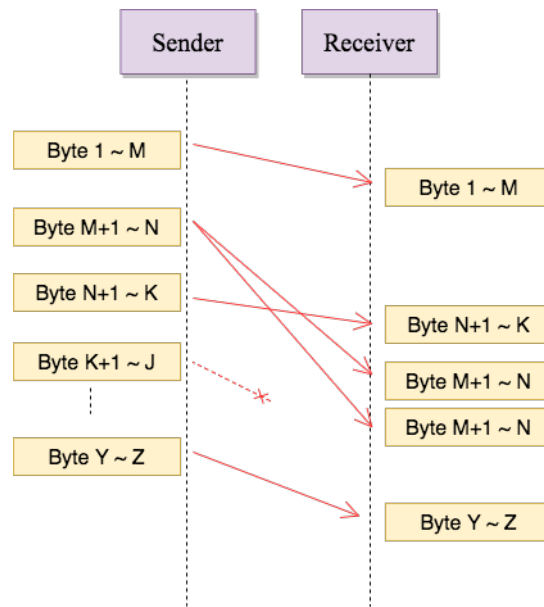 Sender
Receiver
Byte 1 ~ M
Byte 1 ~ M
Byte M+1 ~ N
Byte N+1 ~ K
Byte N+1 ~ K
Byte K+1 ~ J
Byte M+1 ~ N
Byte M+1 ~ N
Byte Y ~ Z
Byte Y ~ Z